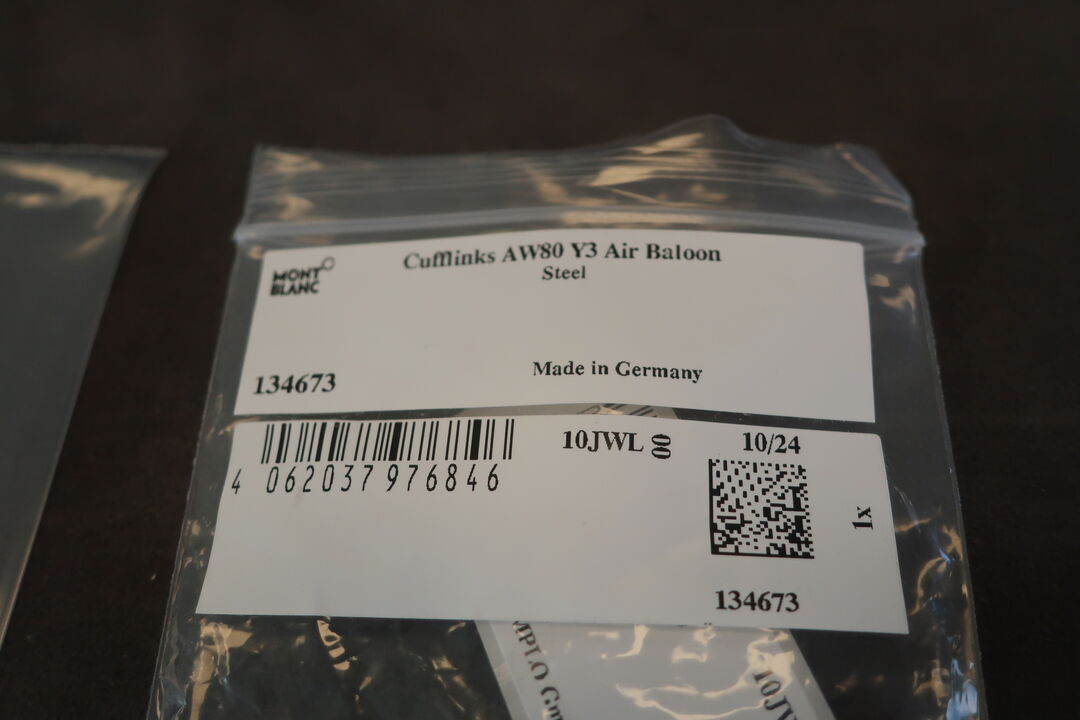 MONT
BLANC
Cufflinks AW80 Y3 Air Baloon
Steel
134673
Made in Germany
4 062037 976846
10JWL 00
10/24
1x
134673